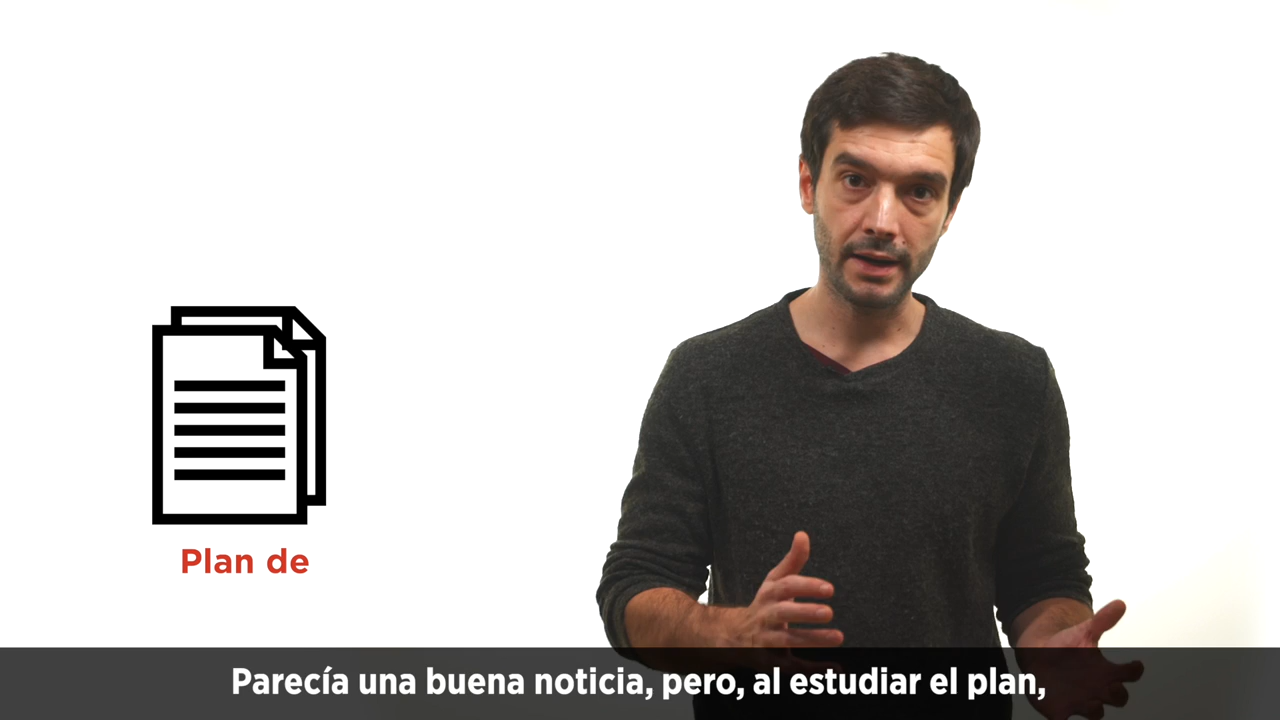 Plan de
Parecía una buena noticia, pero, al estudiar el plan,